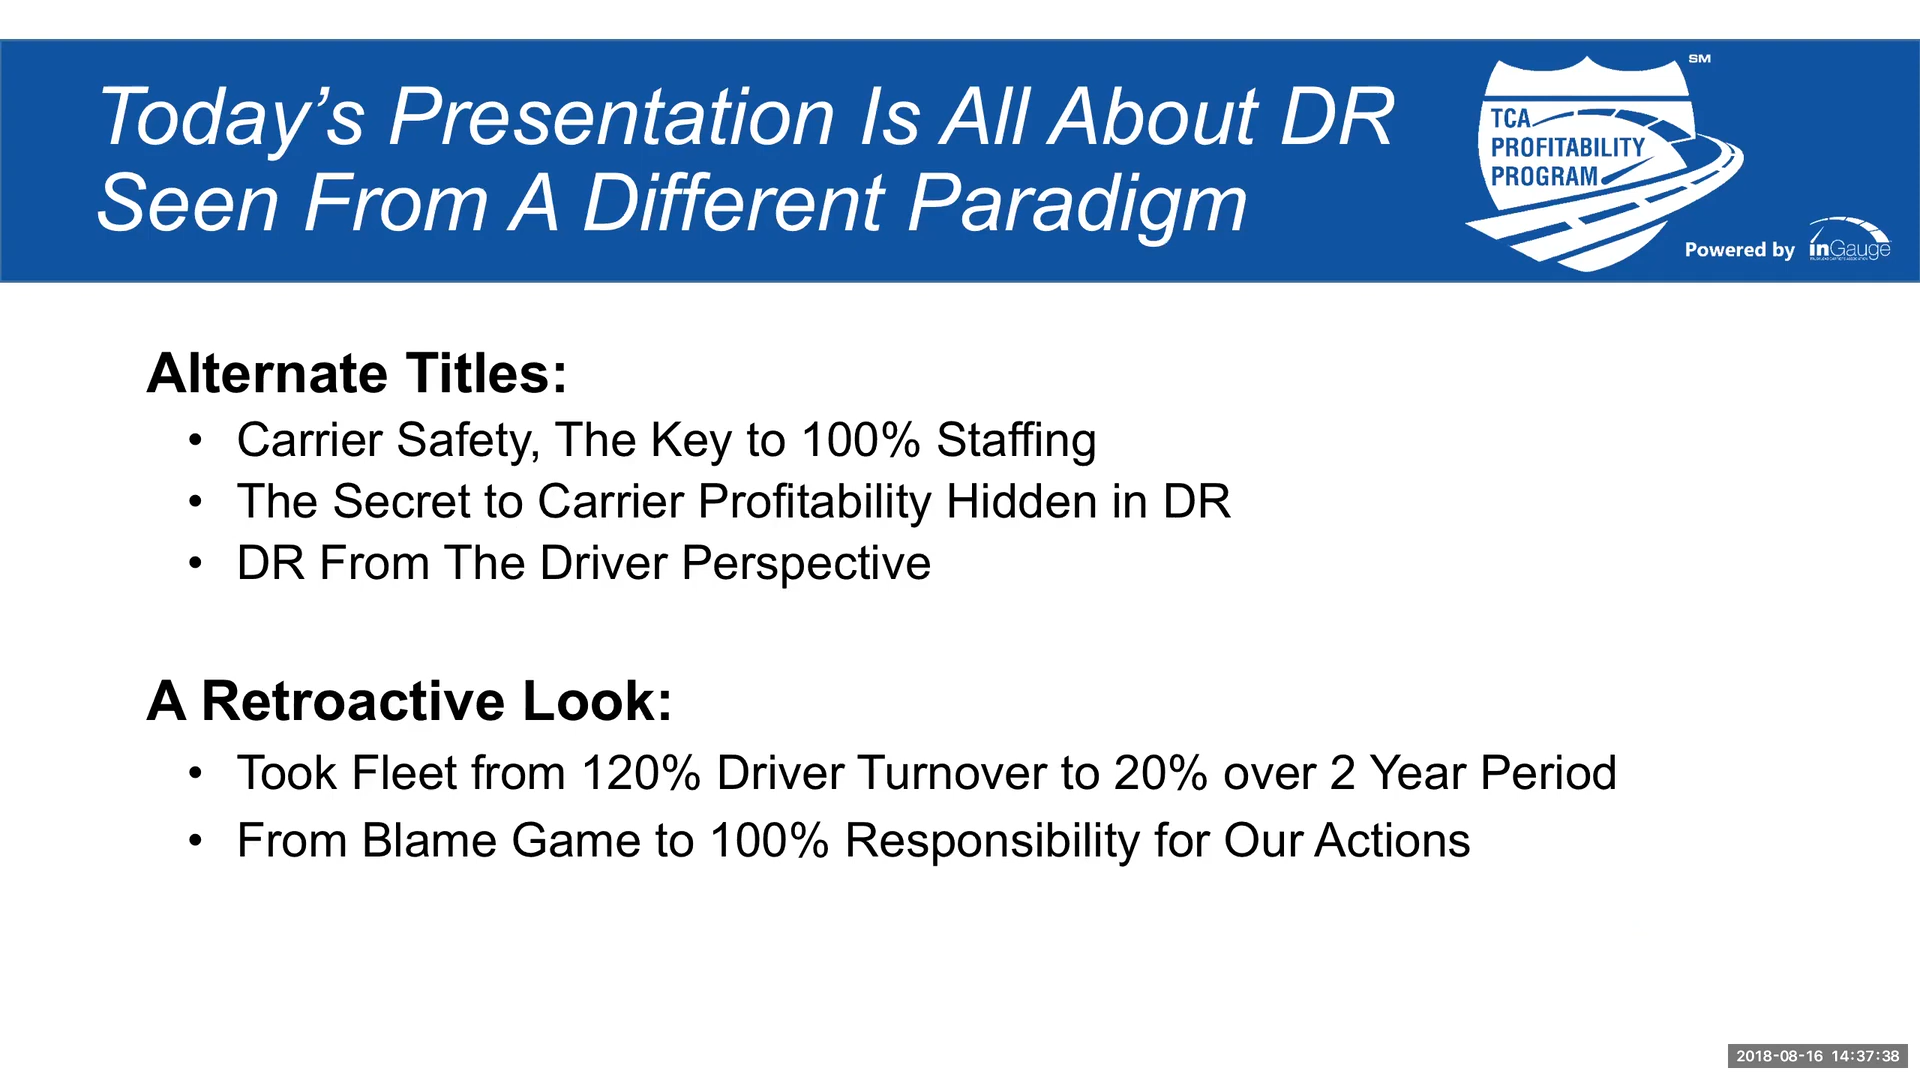 Today’s Presentation Is All About DR
Seen From A Different Paradigm
SM
TCA
PROFITABILITY
PROGRAM
Powered by inGauge
Alternate Titles:
• Carrier Safety, The Key to 100% Staffing
• The Secret to Carrier Profitability Hidden in DR
• DR From The Driver Perspective
A Retroactive Look:
• Took Fleet from 120% Driver Turnover to 20% over 2 Year Period
• From Blame Game to 100% Responsibility for Our Actions
2018-08-16 14:37:38